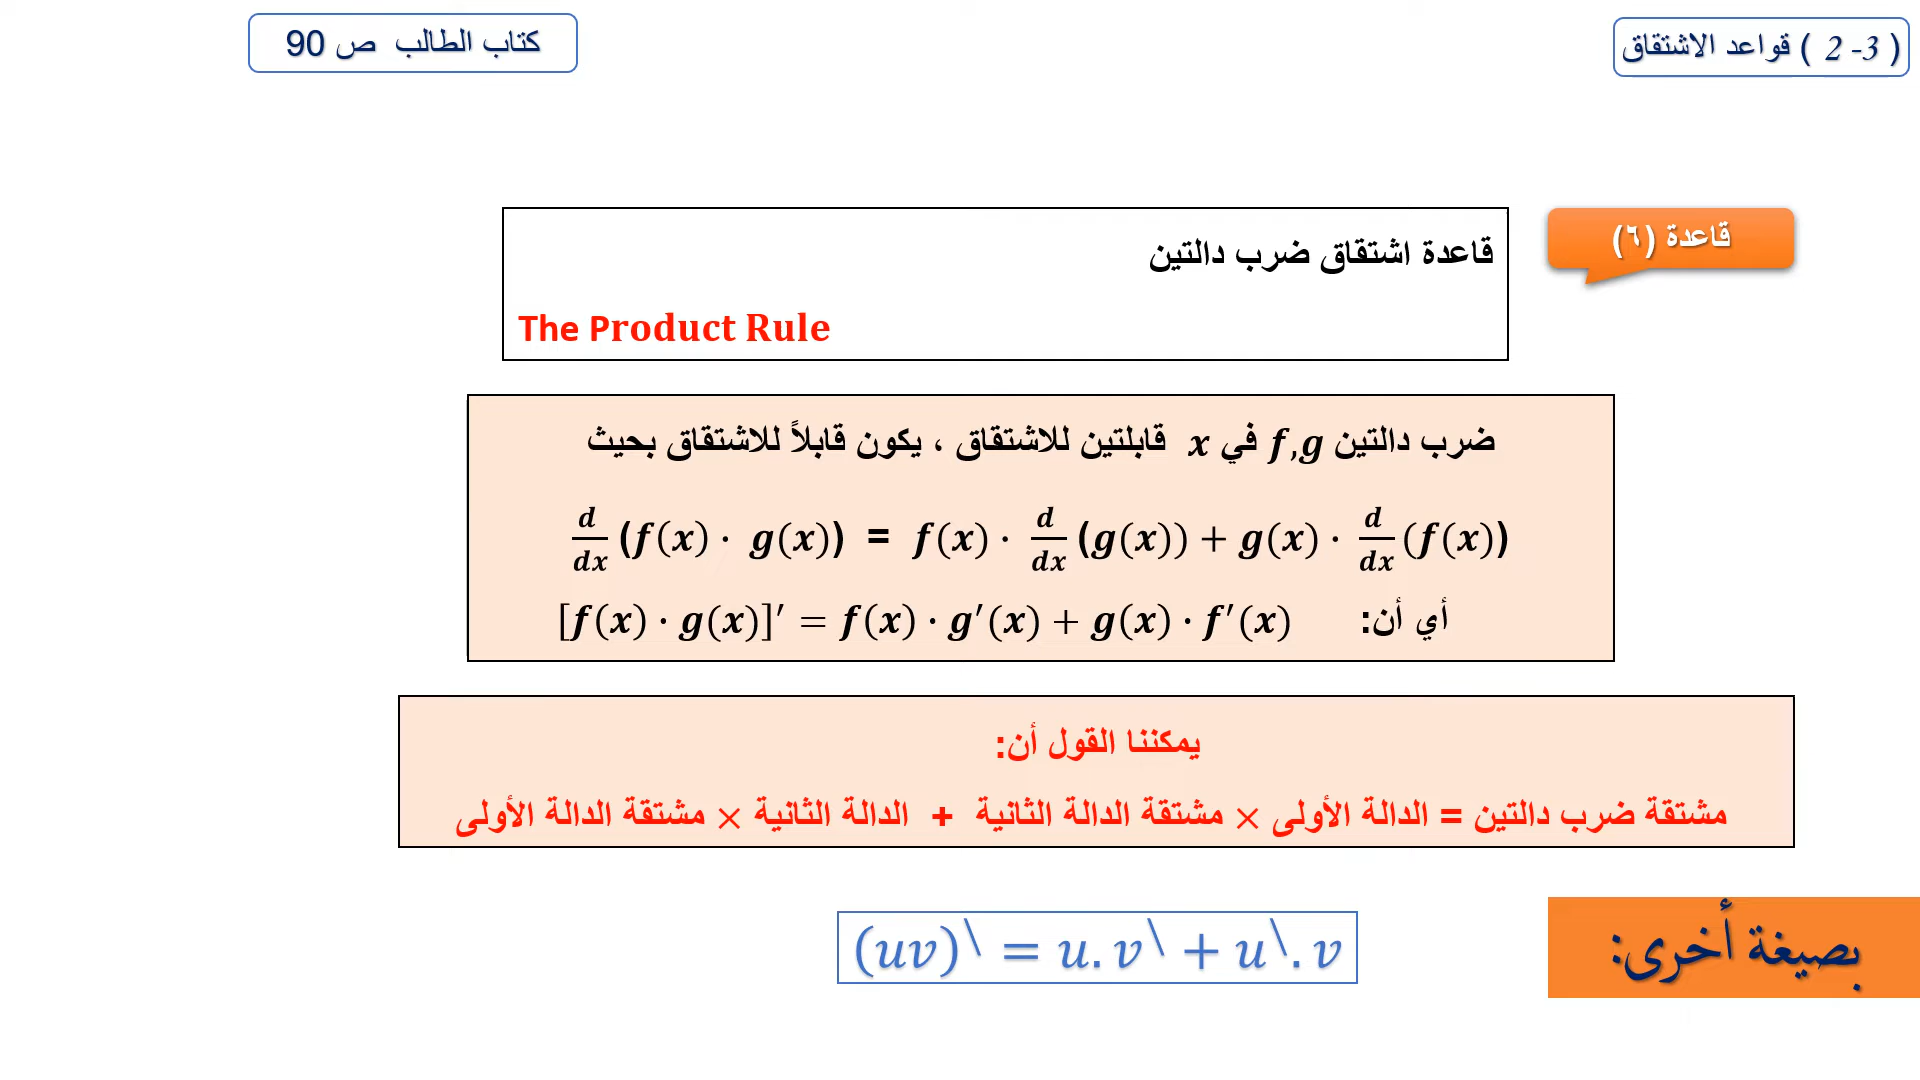 ( 3- 2 ) قواعد الاشتقاق
كتاب الطالب ص 90
قاعدة (٦)
قاعدة اشتقاق ضرب دالتين
The Product Rule
ضرب دالتين f,g في x قابلتين للاشتقاق ، يكون قابلاً للاشتقاق بحيث
d/dx (f(x) · g(x)) = f(x) · d/dx (g(x)) + g(x) · d/dx (f(x))
أي أن: [f(x) · g(x)]′ = f(x) · g′(x) + g(x) · f′(x)
يمكننا القول أن:
مشتقة ضرب دالتين = الدالة الأولى × مشتقة الدالة الثانية + الدالة الثانية × مشتقة الدالة الأولى
بصيغة أخرى:
(uv)\ = u. v\ + u\. v